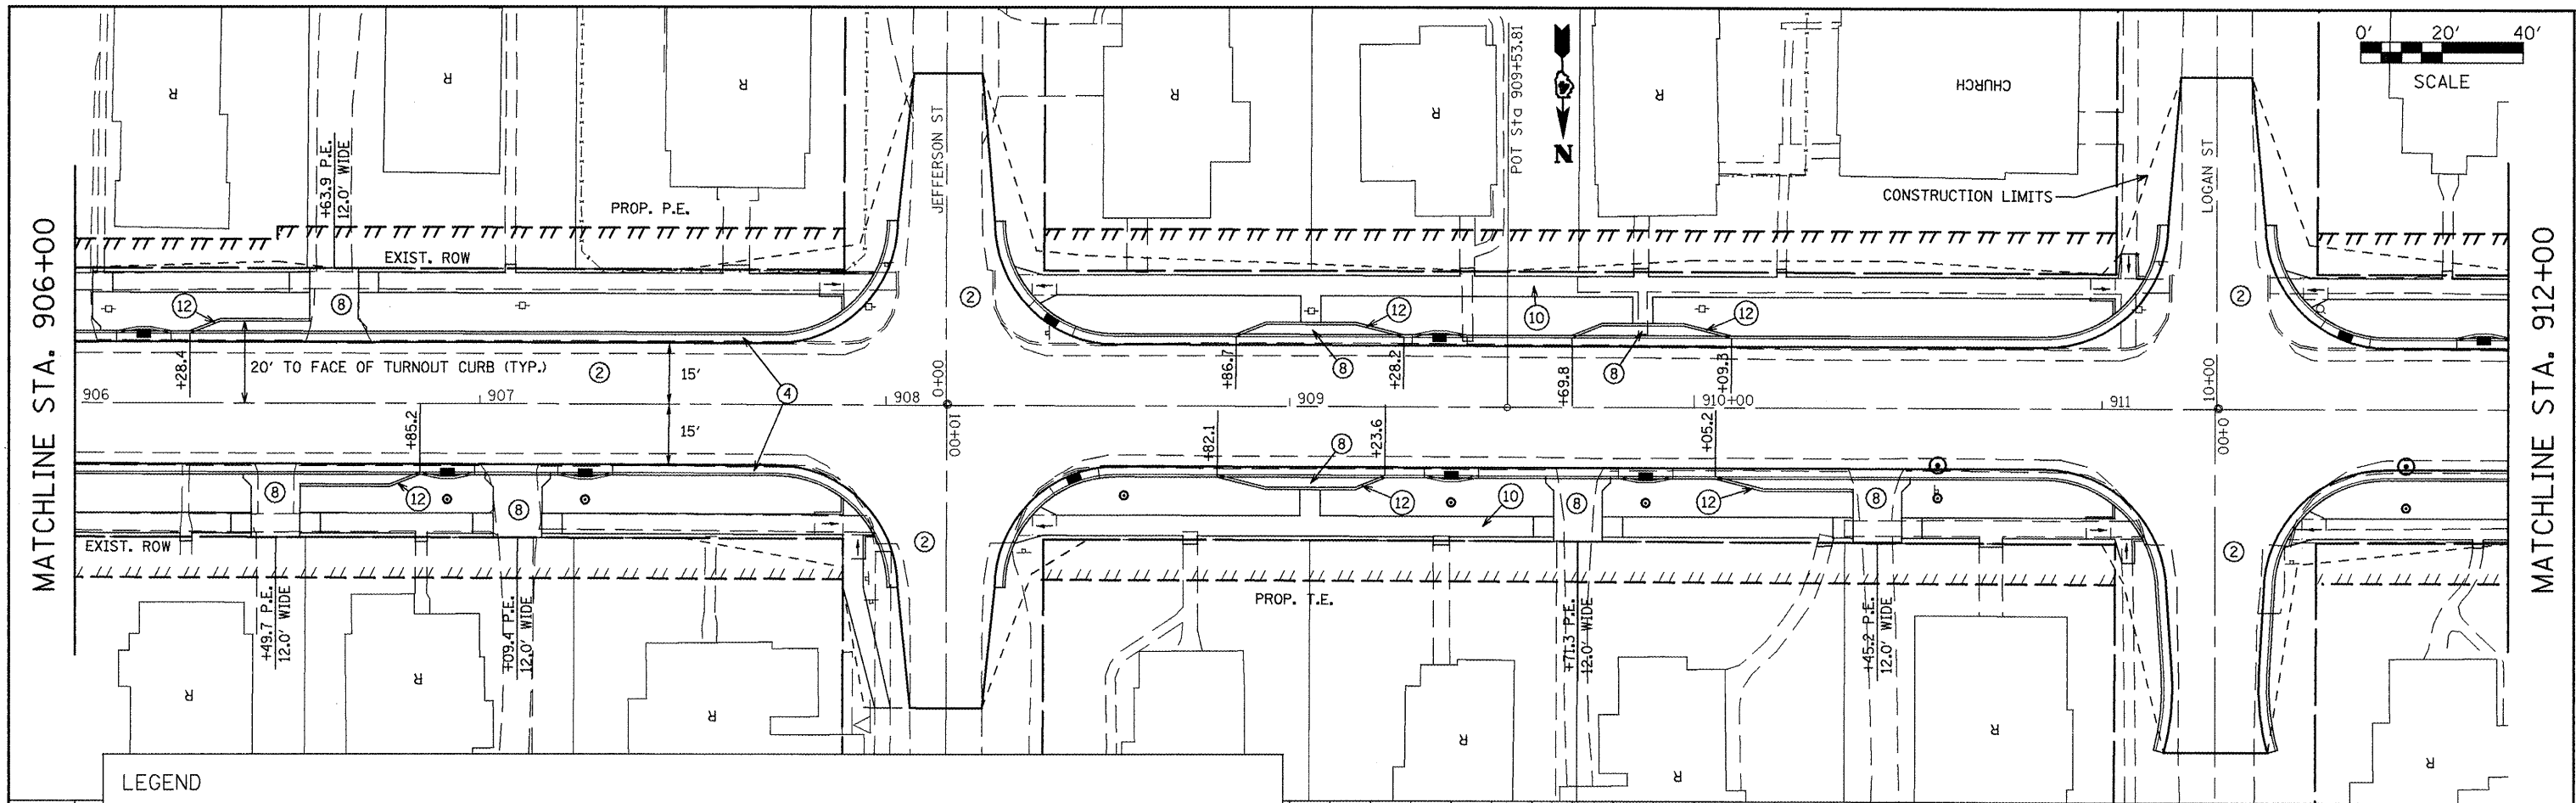 MATCHLINE STA. 906+00
MATCHLINE STA. 912+00
0' 20' 40'
SCALE
R
R
R
R
R
R
CHURCH
JEFFERSON ST
LOGAN ST
POT Sta 909+53.81
N
CONSTRUCTION LIMITS
+63.9 P.E.
12.0' WIDE
PROP. P.E.
EXIST. ROW
12
8
2
12
10
12
2
+28.4
20' TO FACE OF TURNOUT CURB (TYP.)
2
15'
4
+86.7
8
+28.2
+69.8
8
+09.3
906
907
908
0+00
10+00
909
910+00
911
10+00
0+00
+85.2
15'
+82.1
8
+23.6
+05.2
8
12
8
12
10
8
12
8
2
2
EXIST. ROW
PROP. T.E.
+49.7 P.E.
12.0' WIDE
+09.4 P.E.
12.0' WIDE
+71.3 P.E.
12.0' WIDE
+45.2 P.E.
12.0' WIDE
R
R
R
R
R
R
R
LEGEND